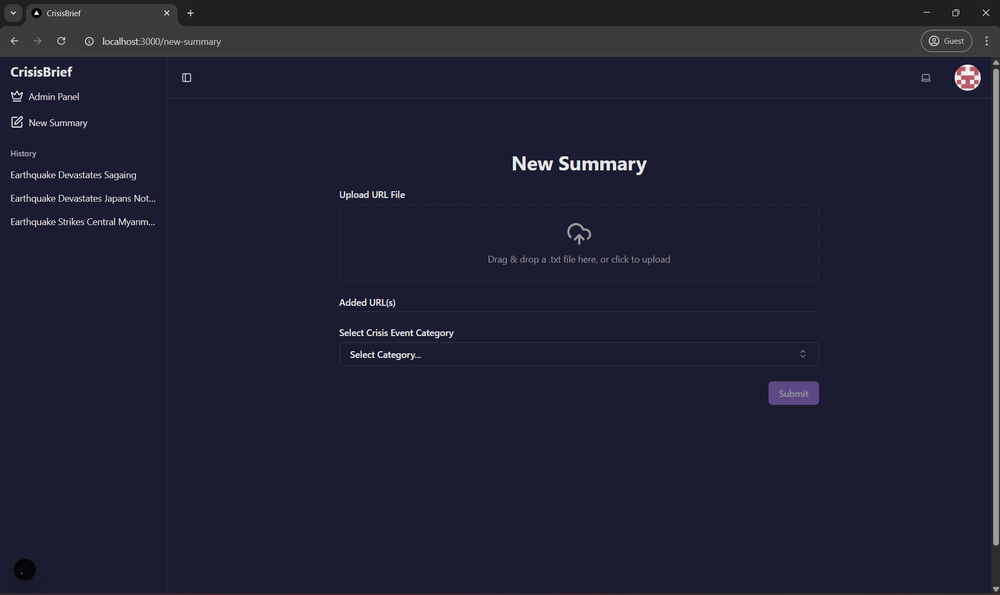 CrisisBrief
localhost:3000/new-summary
Guest
CrisisBrief
Admin Panel
New Summary
History
Earthquake Devastates Sagaing
Earthquake Devastates Japans Not...
Earthquake Strikes Central Myanm...
New Summary
Upload URL File
Drag & drop a .txt file here, or click to upload
Added URL(s)
Select Crisis Event Category
Select Category...
Submit